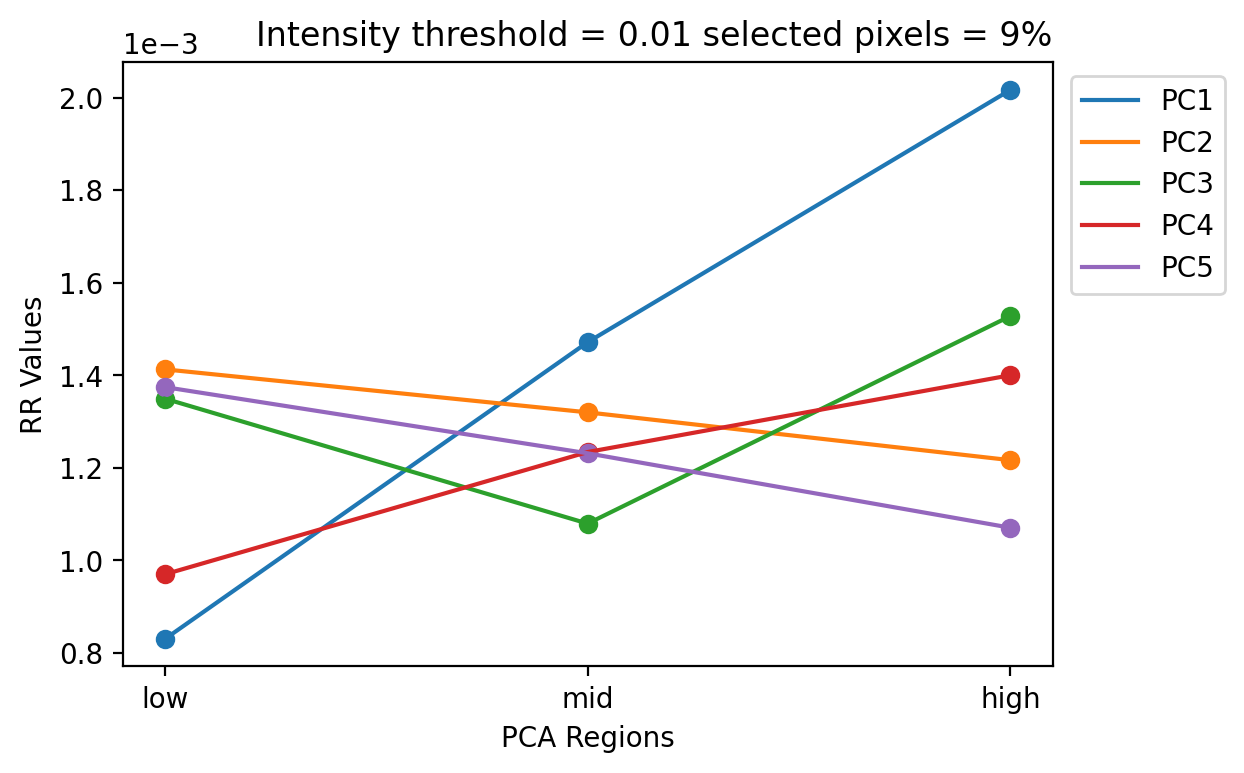 Intensity threshold = 0.01 selected pixels = 9%
1e−3
2.0
1.8
1.6
1.4
1.2
1.0
0.8
RR Values
low
mid
high
PCA Regions
PC1
PC2
PC3
PC4
PC5